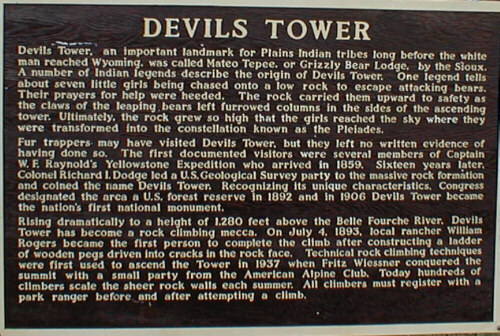 DEVILS TOWER
Devils Tower, an important landmark for Plains Indian tribes long before the white
man reached Wyoming, was called Mateo Tepee, or Grizzly Bear Lodge, by the Sioux.
A number of Indian legends describe the origin of Devils Tower. One legend tells
about seven little girls being chased onto a low rock to escape attacking bears.
Their prayers for help were heeded. The rock carried them upward to safety as
the claws of the leaping bears left furrowed columns in the sides of the ascending
tower. Ultimately, the rock grew so high that the girls reached the sky where they
were transformed into the constellation known as the Pleiades.
Fur trappers may have visited Devils Tower, but they left no written evidence of
having done so. The first documented visitors were several members of Captain
W. F. Raynold's Yellowstone Expedition who arrived in 1859. Sixteen years later,
Colonel Richard I. Dodge led a U.S. Geological Survey party to the massive rock formation
and coined the name Devils Tower. Recognizing its unique characteristics, Congress
designated the area a U.S. forest reserve in 1892 and in 1906 Devils Tower became
the nation's first national monument.
Rising dramatically to a height of 1,280 feet above the Belle Fourche River, Devils
Tower has become a rock climbing mecca. On July 4, 1893, local rancher William
Rogers became the first person to complete the climb after constructing a ladder
of wooden pegs driven into cracks in the rock face. Technical rock climbing techniques
were first used to ascend the Tower in 1937 when Fritz Wiessner conquered the
summit with a small party from the American Alpine Club. Today hundreds of
climbers scale the sheer rock walls each summer. All climbers must register with a
park ranger before and after attempting a climb.